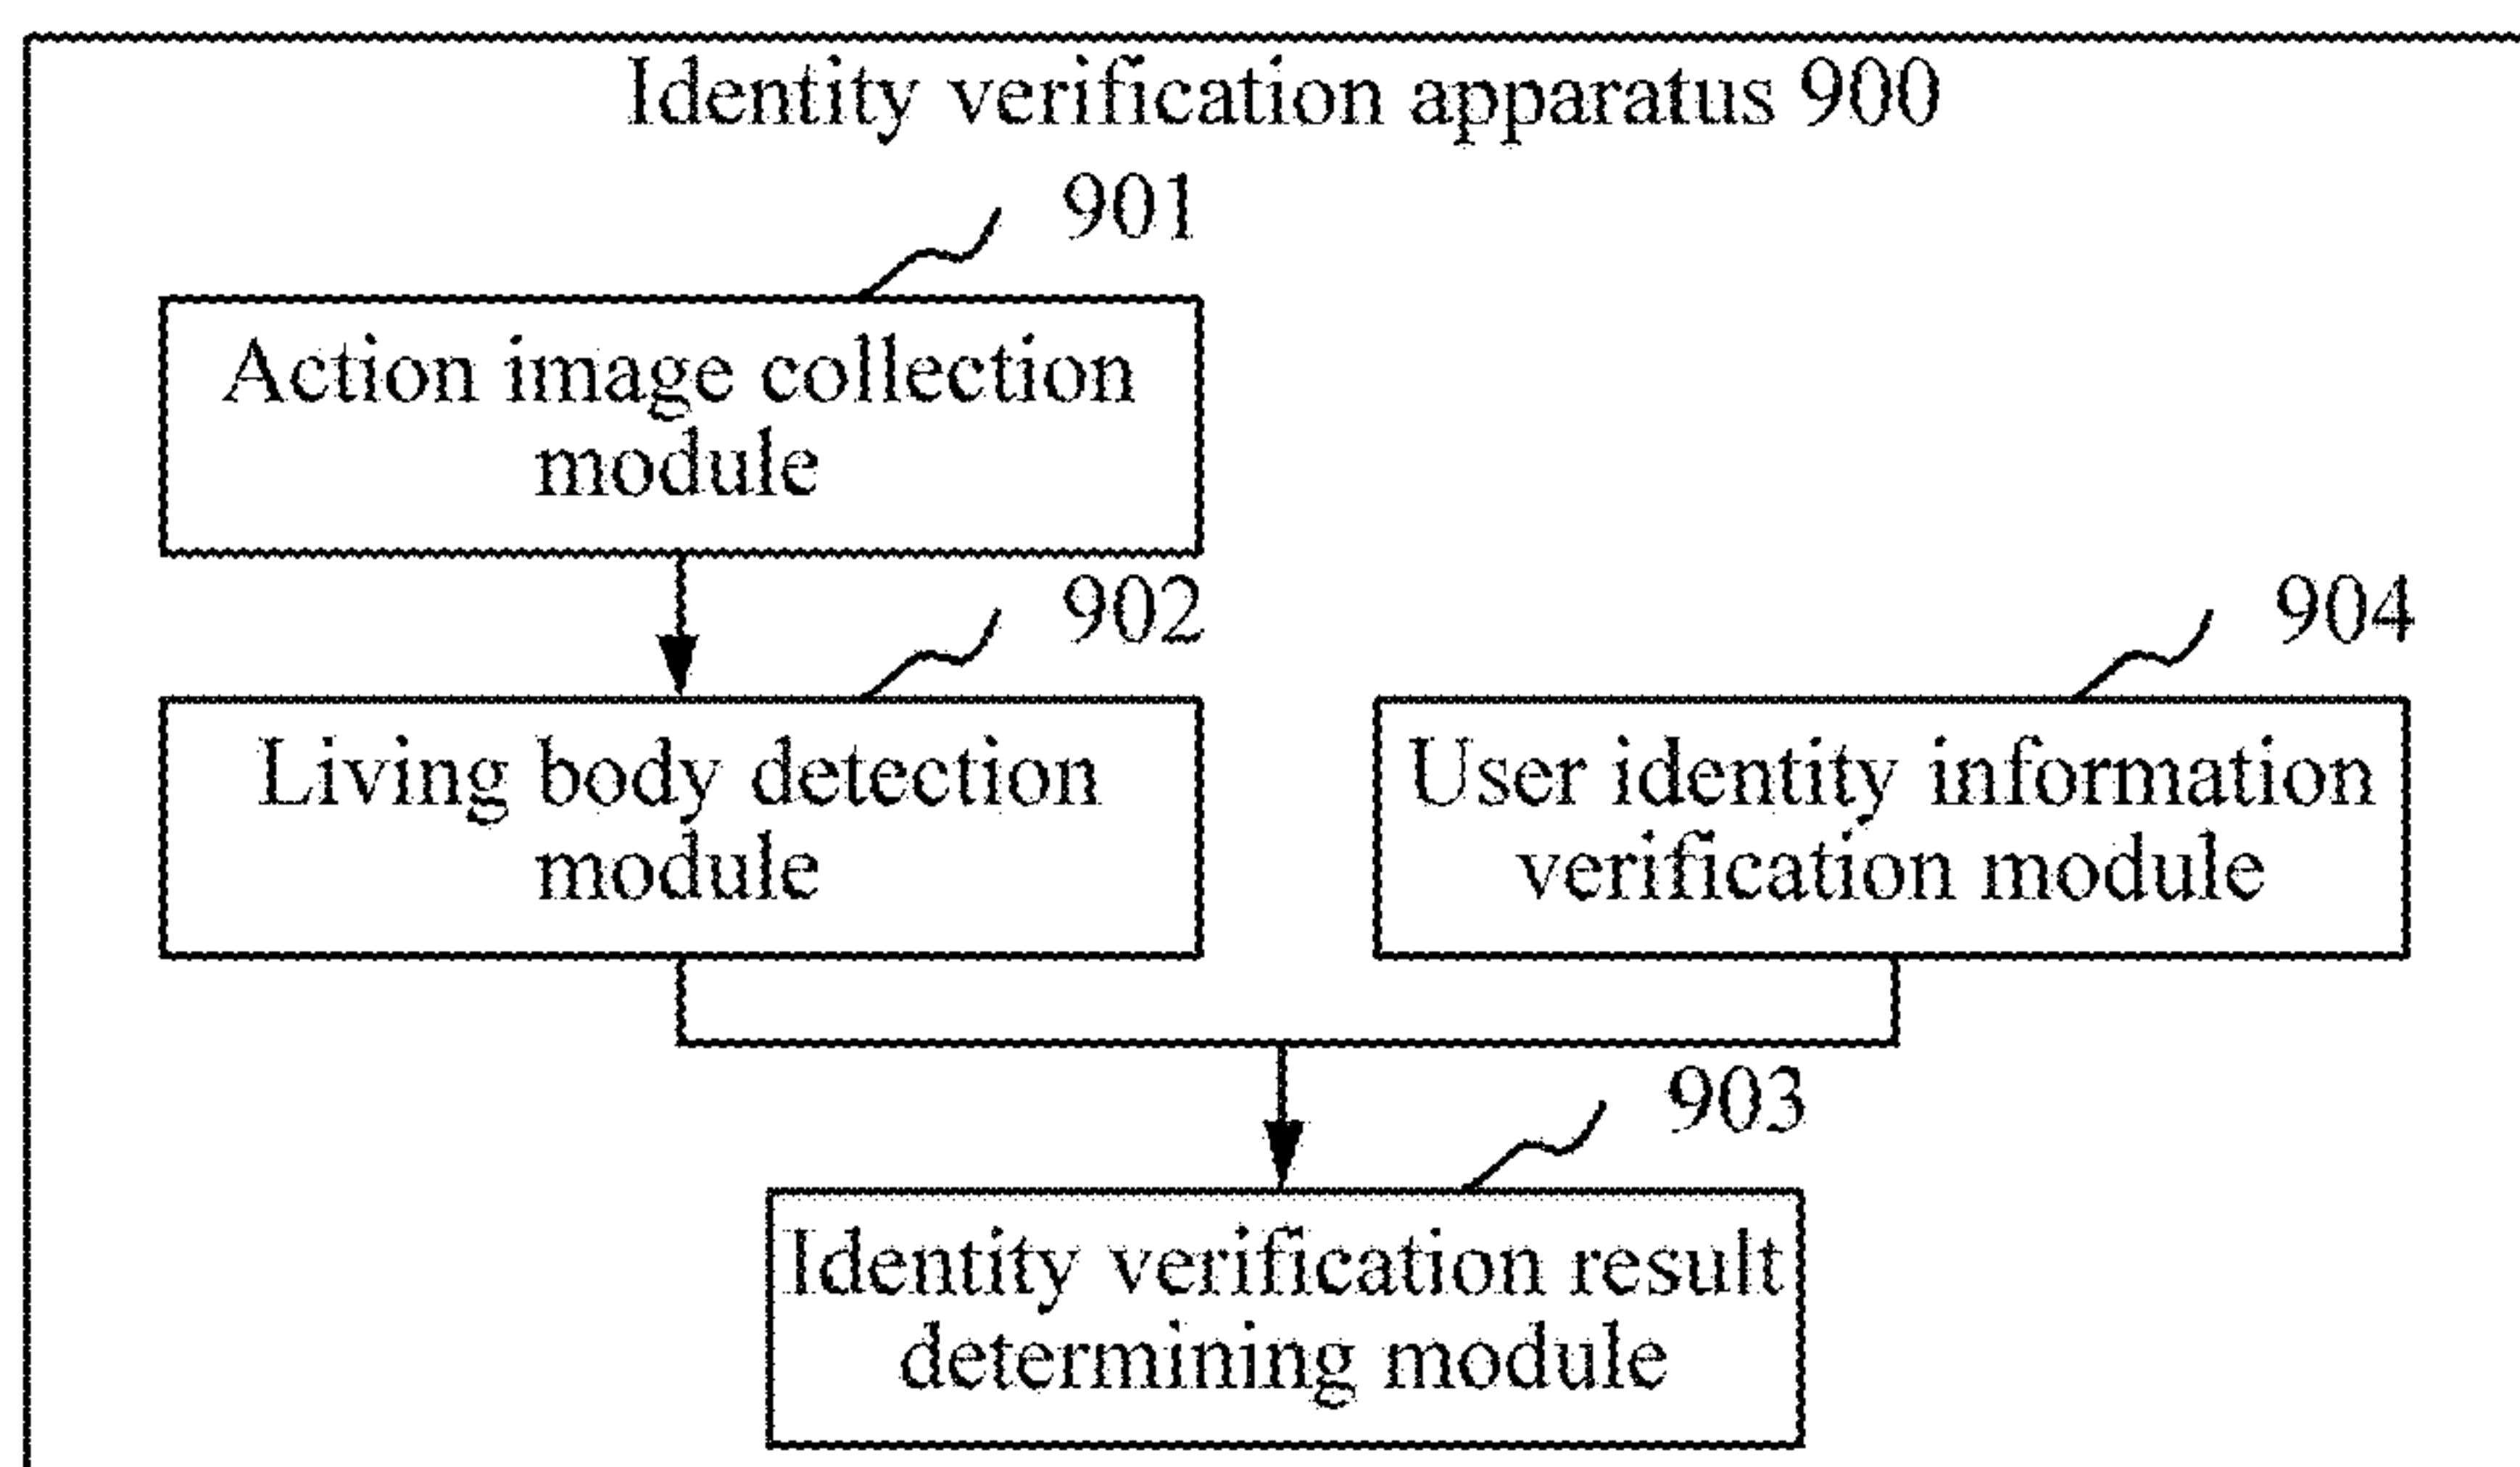 Identity verification apparatus 900
901
Action image collection
module
902
904
Living body detection
module
User identity information
verification module
903
Identity verification result
determining module